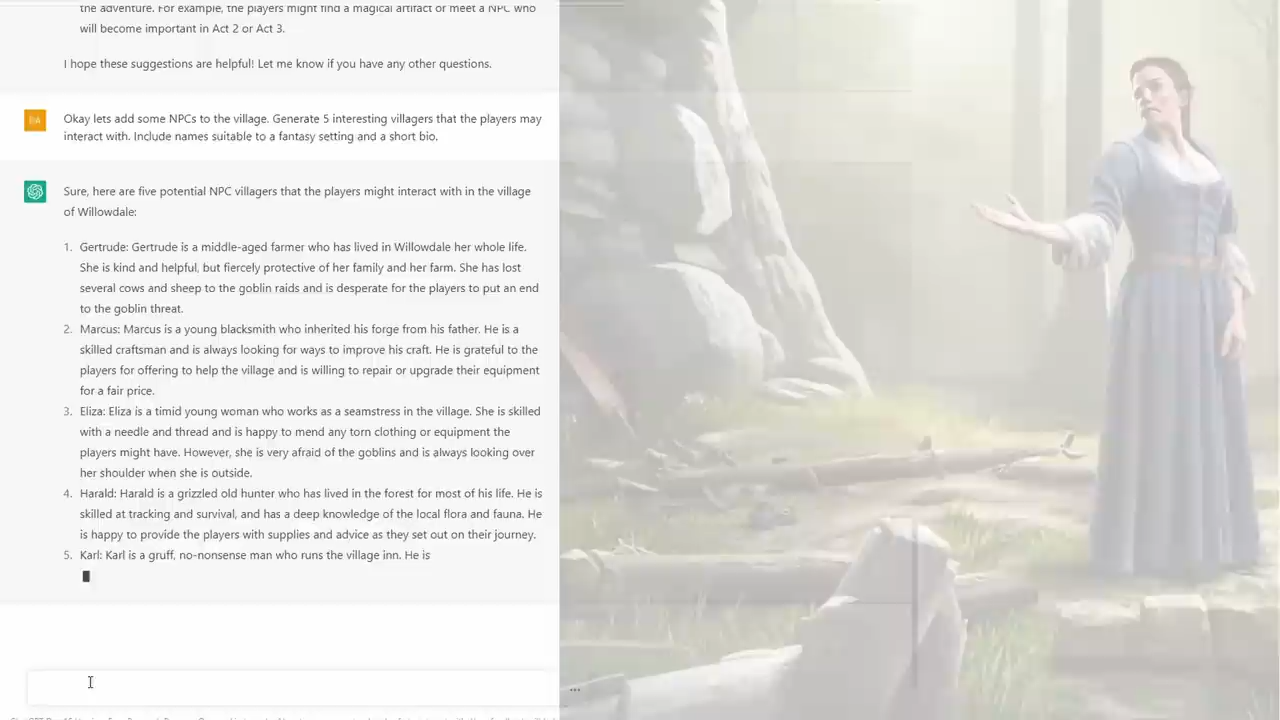 the adventure. For example, the players might find a magical artifact or meet a NPC who
will become important in Act 2 or Act 3.
I hope these suggestions are helpful! Let me know if you have any other questions.
Okay lets add some NPCs to the village. Generate 5 interesting villagers that the players may
interact with. Include names suitable to a fantasy setting and a short bio.
Sure, here are five potential NPC villagers that the players might interact with in the village
of Willowdale:
1. Gertrude: Gertrude is a middle-aged farmer who has lived in Willowdale her whole life.
She is kind and helpful, but fiercely protective of her family and her farm. She has lost
several cows and sheep to the goblin raids and is desperate for the players to put an end
to the goblin threat.
2. Marcus: Marcus is a young blacksmith who inherited his forge from his father. He is a
skilled craftsman and is always looking for ways to improve his craft. He is grateful to the
players for offering to help the village and is willing to repair or upgrade their equipment
for a fair price.
3. Eliza: Eliza is a timid young woman who works as a seamstress in the village. She is skilled
with a needle and thread and is happy to mend any torn clothing or equipment the
players might have. However, she is very afraid of the goblins and is always looking over
her shoulder when she is outside.
4. Harald: Harald is a grizzled old hunter who has lived in the forest for most of his life. He is
skilled at tracking and survival, and has a deep knowledge of the local flora and fauna. He
is happy to provide the players with supplies and advice as they set out on their journey.
5. Karl: Karl is a gruff, no-nonsense man who runs the village inn. He is